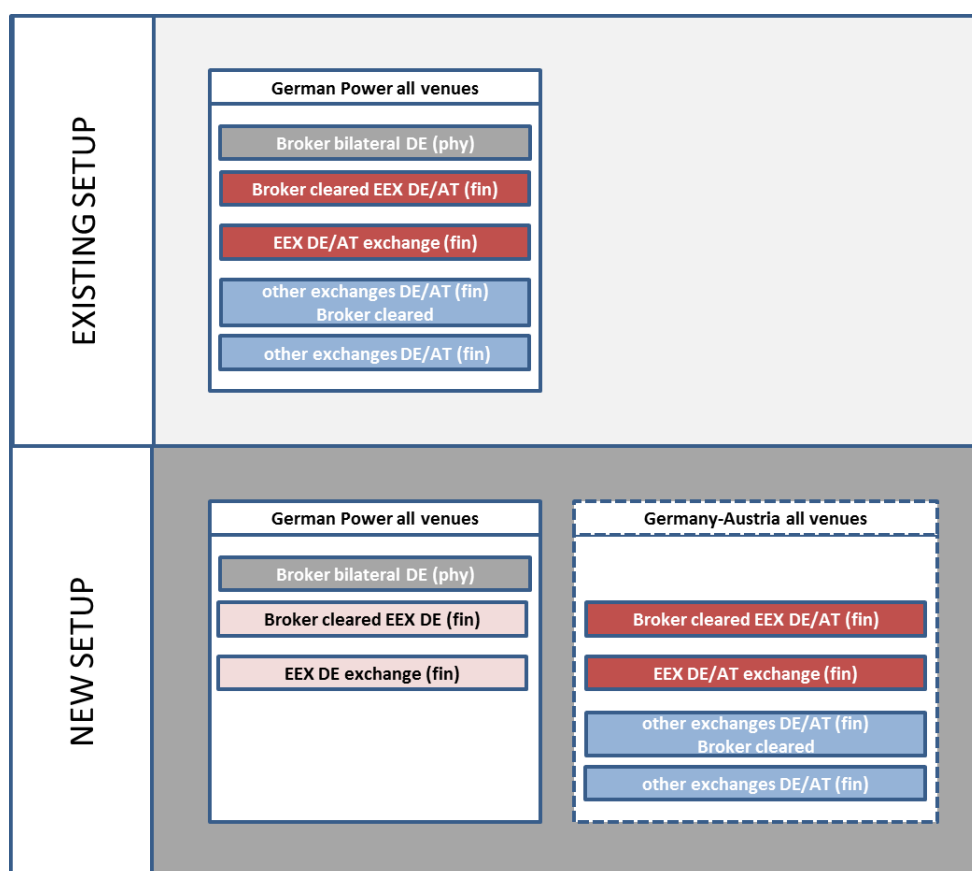 EXISTING SETUP
German Power all venues
Broker bilateral DE (phy)
Broker cleared EEX DE/AT (fin)
EEX DE/AT exchange (fin)
other exchanges DE/AT (fin)
Broker cleared
other exchanges DE/AT (fin)
NEW SETUP
German Power all venues
Broker bilateral DE (phy)
Broker cleared EEX DE (fin)
EEX DE exchange (fin)
Germany-Austria all venues
Broker cleared EEX DE/AT (fin)
EEX DE/AT exchange (fin)
other exchanges DE/AT (fin)
Broker cleared
other exchanges DE/AT (fin)